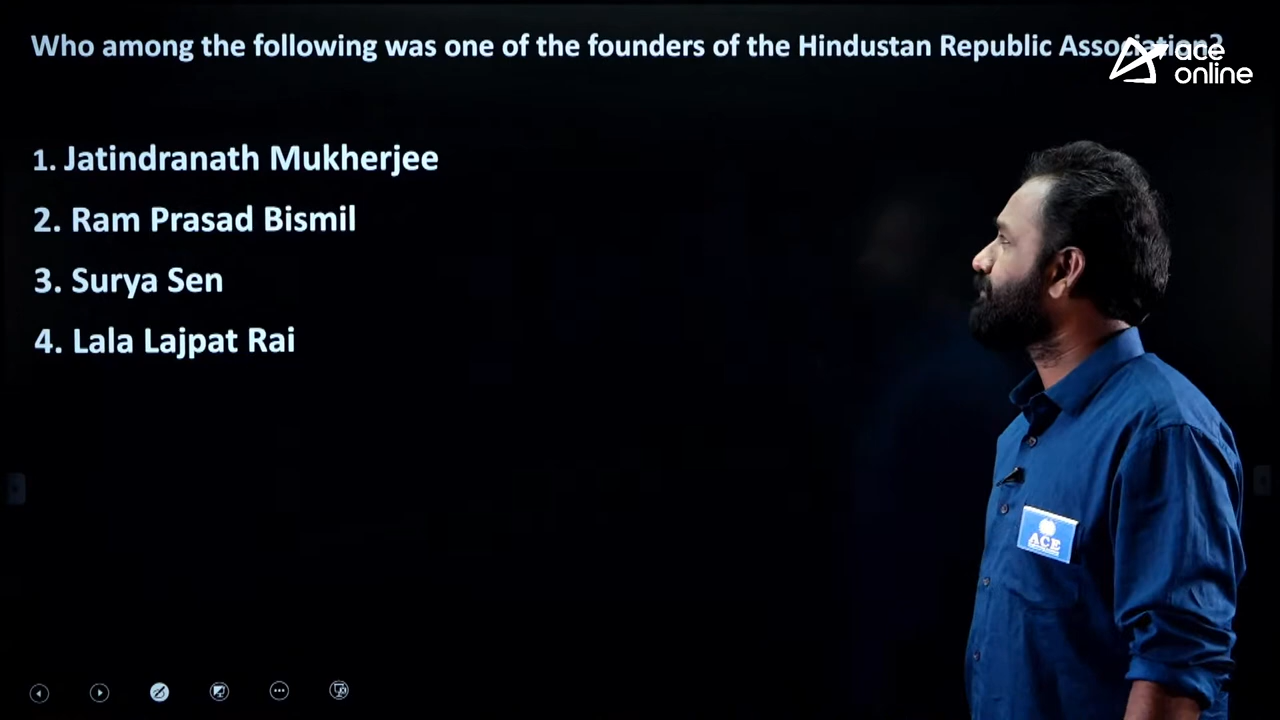 Who among the following was one of the founders of the Hindustan Republic Association?
ace
online
1. Jatindranath Mukherjee
2. Ram Prasad Bismil
3. Surya Sen
4. Lala Lajpat Rai
ACE